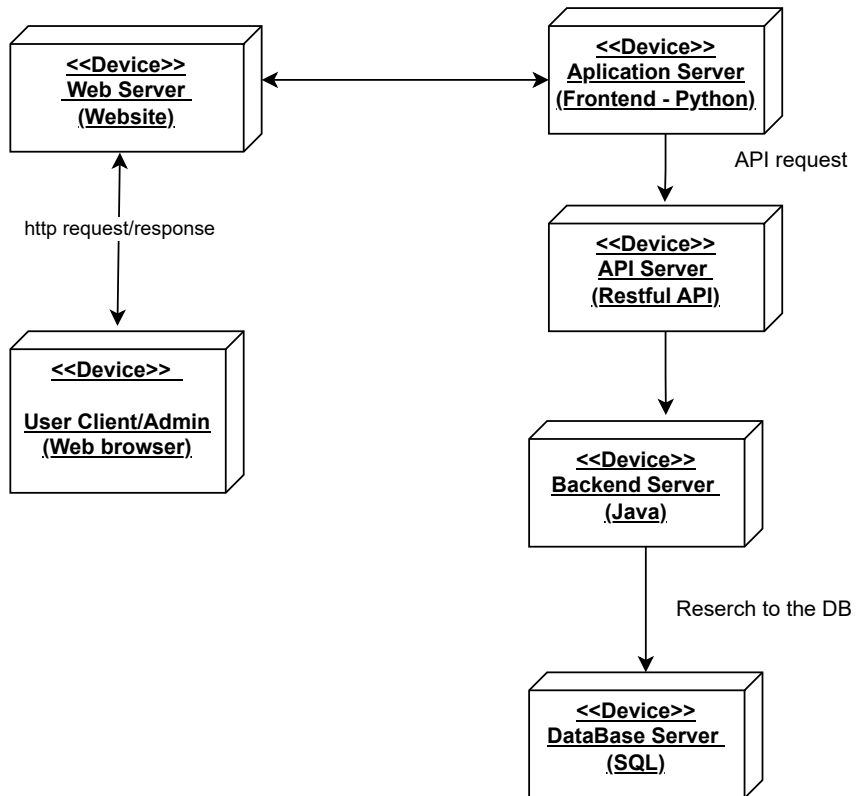 <<Device>>
Web Server
(Website)
<<Device>>
Aplication Server
(Frontend - Python)
API request
http request/response
<<Device>>
API Server
(Restful API)
<<Device>>
User Client/Admin
(Web browser)
<<Device>>
Backend Server
(Java)
Reserch to the DB
<<Device>>
DataBase Server
(SQL)